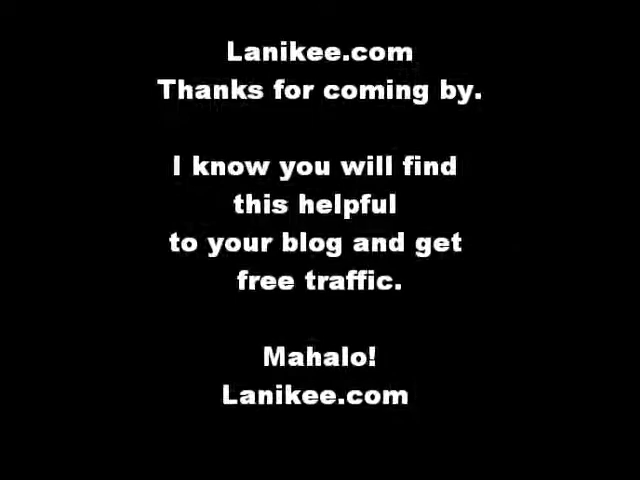 Lanikee.com
Thanks for coming by.
I know you will find
this helpful
to your blog and get
free traffic.
Mahalo!
Lanikee.com